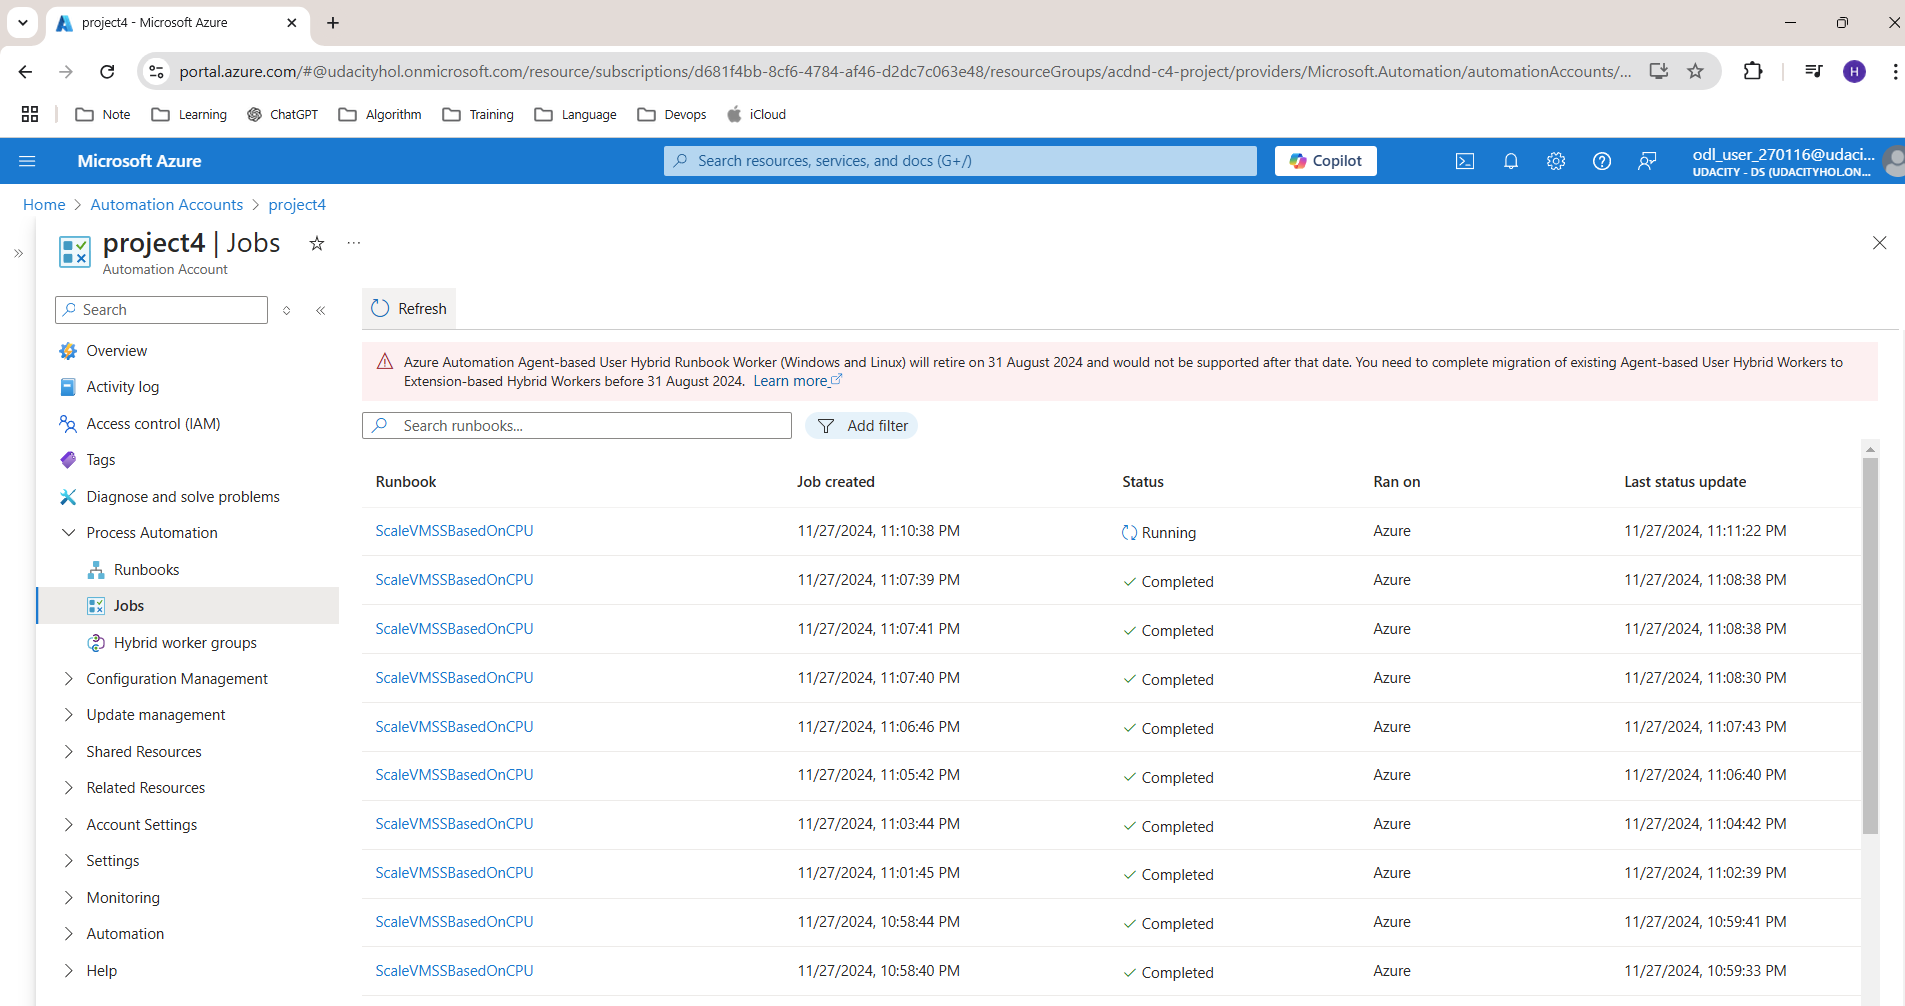 project4 - Microsoft Azure
portal.azure.com/#@udacityhol.onmicrosoft.com/resource/subscriptions/d681f4bb-8cf6-4784-af46-d2dc7c063e48/resourceGroups/acdnd-c4-project/providers/Microsoft.Automation/automationAccounts/...
H
Note Learning ChatGPT Algorithm Training Language Devops iCloud
Microsoft Azure
Search resources, services, and docs (G+/)
Copilot
odl_user_270116@udaci...
UDACITY - DS (UDACITYHOL.ON...
Home > Automation Accounts > project4
project4 | Jobs
Automation Account
Search
Overview
Activity log
Access control (IAM)
Tags
Diagnose and solve problems
Process Automation
Runbooks
Jobs
Hybrid worker groups
Configuration Management
Update management
Shared Resources
Related Resources
Account Settings
Settings
Monitoring
Automation
Help
Refresh
Azure Automation Agent-based User Hybrid Runbook Worker (Windows and Linux) will retire on 31 August 2024 and would not be supported after that date. You need to complete migration of existing Agent-based User Hybrid Workers to
Extension-based Hybrid Workers before 31 August 2024. Learn more
Search runbooks...
Add filter
Runbook Job created Status Ran on Last status update
ScaleVMSSBasedOnCPU 11/27/2024, 11:10:38 PM Running Azure 11/27/2024, 11:11:22 PM
ScaleVMSSBasedOnCPU 11/27/2024, 11:07:39 PM Completed Azure 11/27/2024, 11:08:38 PM
ScaleVMSSBasedOnCPU 11/27/2024, 11:07:41 PM Completed Azure 11/27/2024, 11:08:38 PM
ScaleVMSSBasedOnCPU 11/27/2024, 11:07:40 PM Completed Azure 11/27/2024, 11:08:30 PM
ScaleVMSSBasedOnCPU 11/27/2024, 11:06:46 PM Completed Azure 11/27/2024, 11:07:43 PM
ScaleVMSSBasedOnCPU 11/27/2024, 11:05:42 PM Completed Azure 11/27/2024, 11:06:40 PM
ScaleVMSSBasedOnCPU 11/27/2024, 11:03:44 PM Completed Azure 11/27/2024, 11:04:42 PM
ScaleVMSSBasedOnCPU 11/27/2024, 11:01:45 PM Completed Azure 11/27/2024, 11:02:39 PM
ScaleVMSSBasedOnCPU 11/27/2024, 10:58:44 PM Completed Azure 11/27/2024, 10:59:41 PM
ScaleVMSSBasedOnCPU 11/27/2024, 10:58:40 PM Completed Azure 11/27/2024, 10:59:33 PM